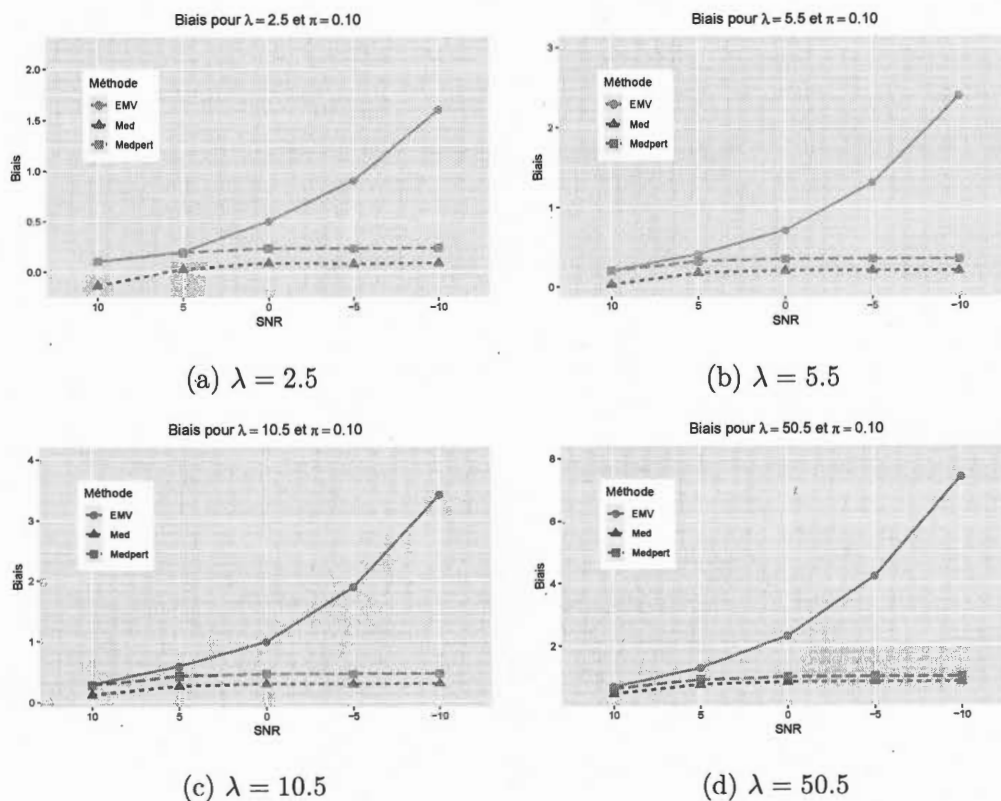 Biais pour λ = 2.5 et π = 0.10
Biais
2.0
1.5
1.0
0.5
0.0
Méthode
EMV
Med
Medpert
10
5
0
−5
−10
SNR
(a) λ = 2.5
Biais pour λ = 5.5 et π = 0.10
Biais
3
2
1
0
Méthode
EMV
Med
Medpert
10
5
0
−5
−10
SNR
(b) λ = 5.5
Biais pour λ = 10.5 et π = 0.10
Biais
4
3
2
1
0
Méthode
EMV
Med
Medpert
10
5
0
−5
−10
SNR
(c) λ = 10.5
Biais pour λ = 50.5 et π = 0.10
Biais
8
6
4
2
Méthode
EMV
Med
Medpert
10
5
0
−5
−10
SNR
(d) λ = 50.5